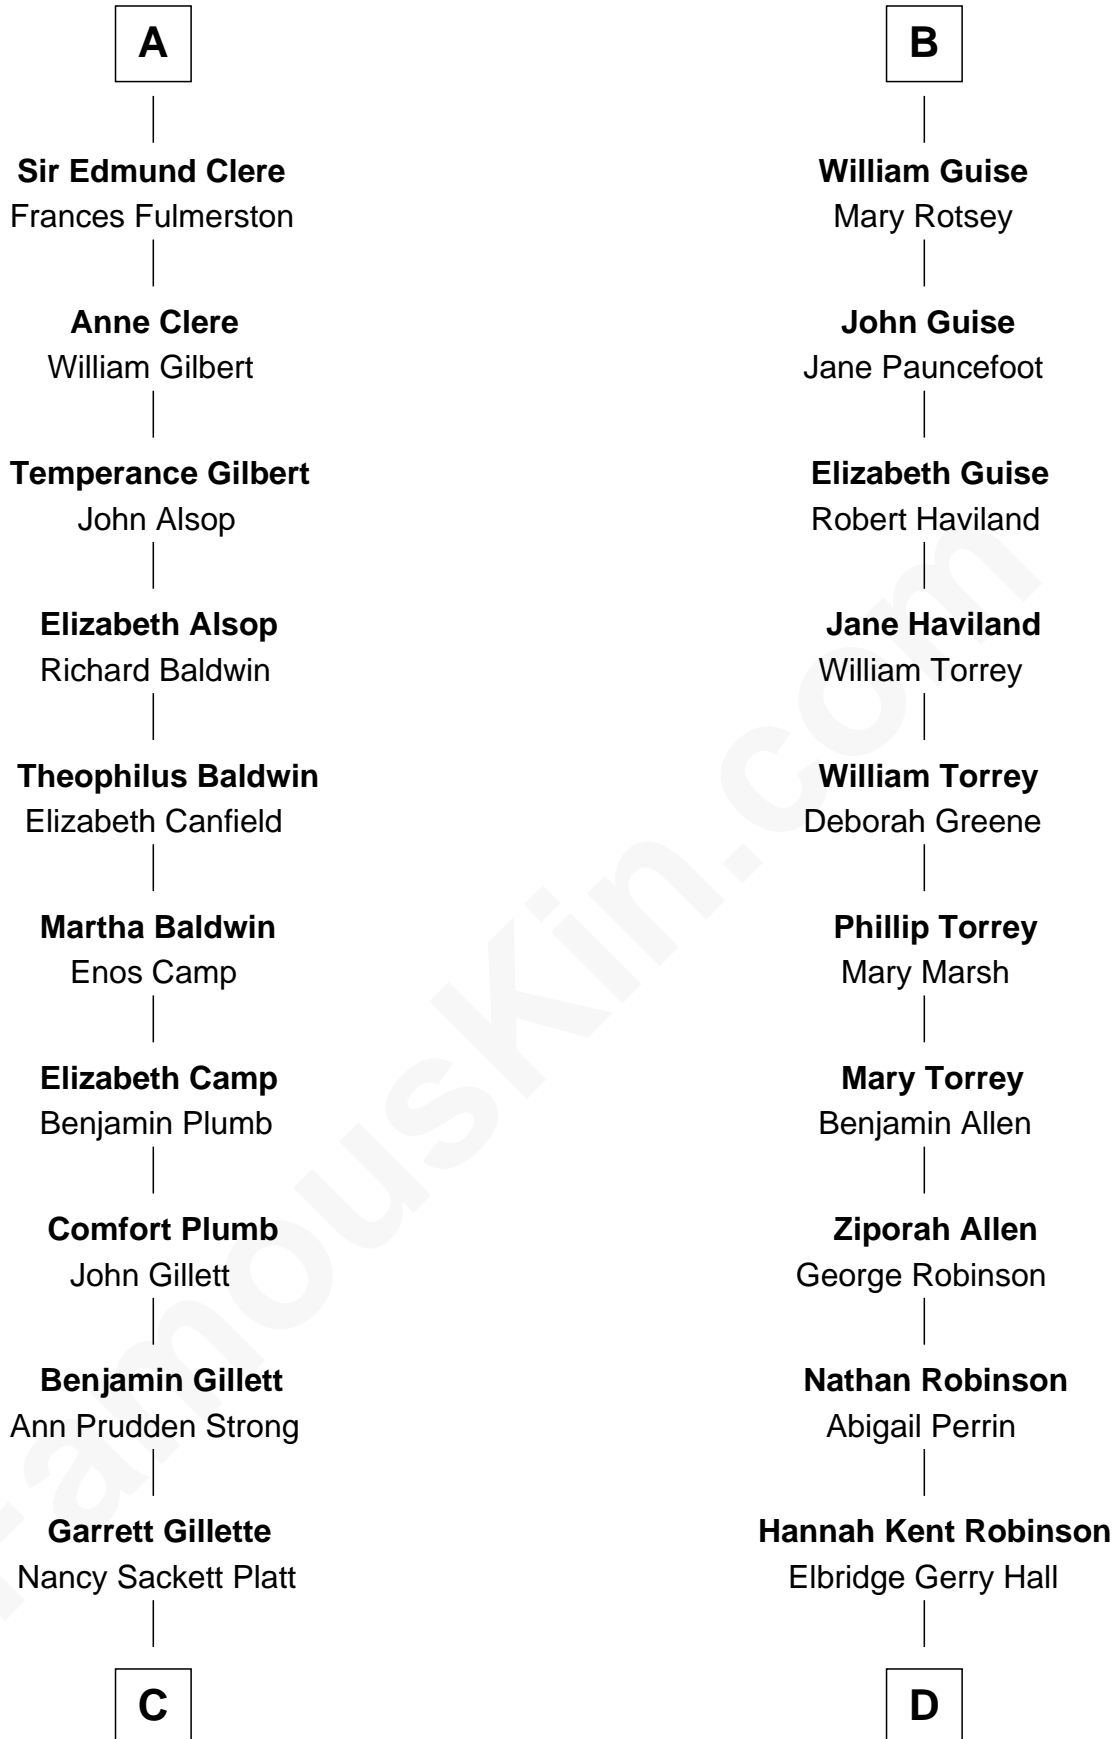 A
Sir Edmund Clere
Frances Fulmerston
Anne Clere
William Gilbert
Temperance Gilbert
John Alsop
Elizabeth Alsop
Richard Baldwin
Theophilus Baldwin
Elizabeth Canfield
Martha Baldwin
Enos Camp
Elizabeth Camp
Benjamin Plumb
Comfort Plumb
John Gillett
Benjamin Gillett
Ann Prudden Strong
Garrett Gillette
Nancy Sackett Platt
C
B
William Guise
Mary Rotsey
John Guise
Jane Pauncefoot
Elizabeth Guise
Robert Haviland
Jane Haviland
William Torrey
William Torrey
Deborah Greene
Phillip Torrey
Mary Marsh
Mary Torrey
Benjamin Allen
Ziporah Allen
George Robinson
Nathan Robinson
Abigail Perrin
Hannah Kent Robinson
Elbridge Gerry Hall
D
FamousKin.com